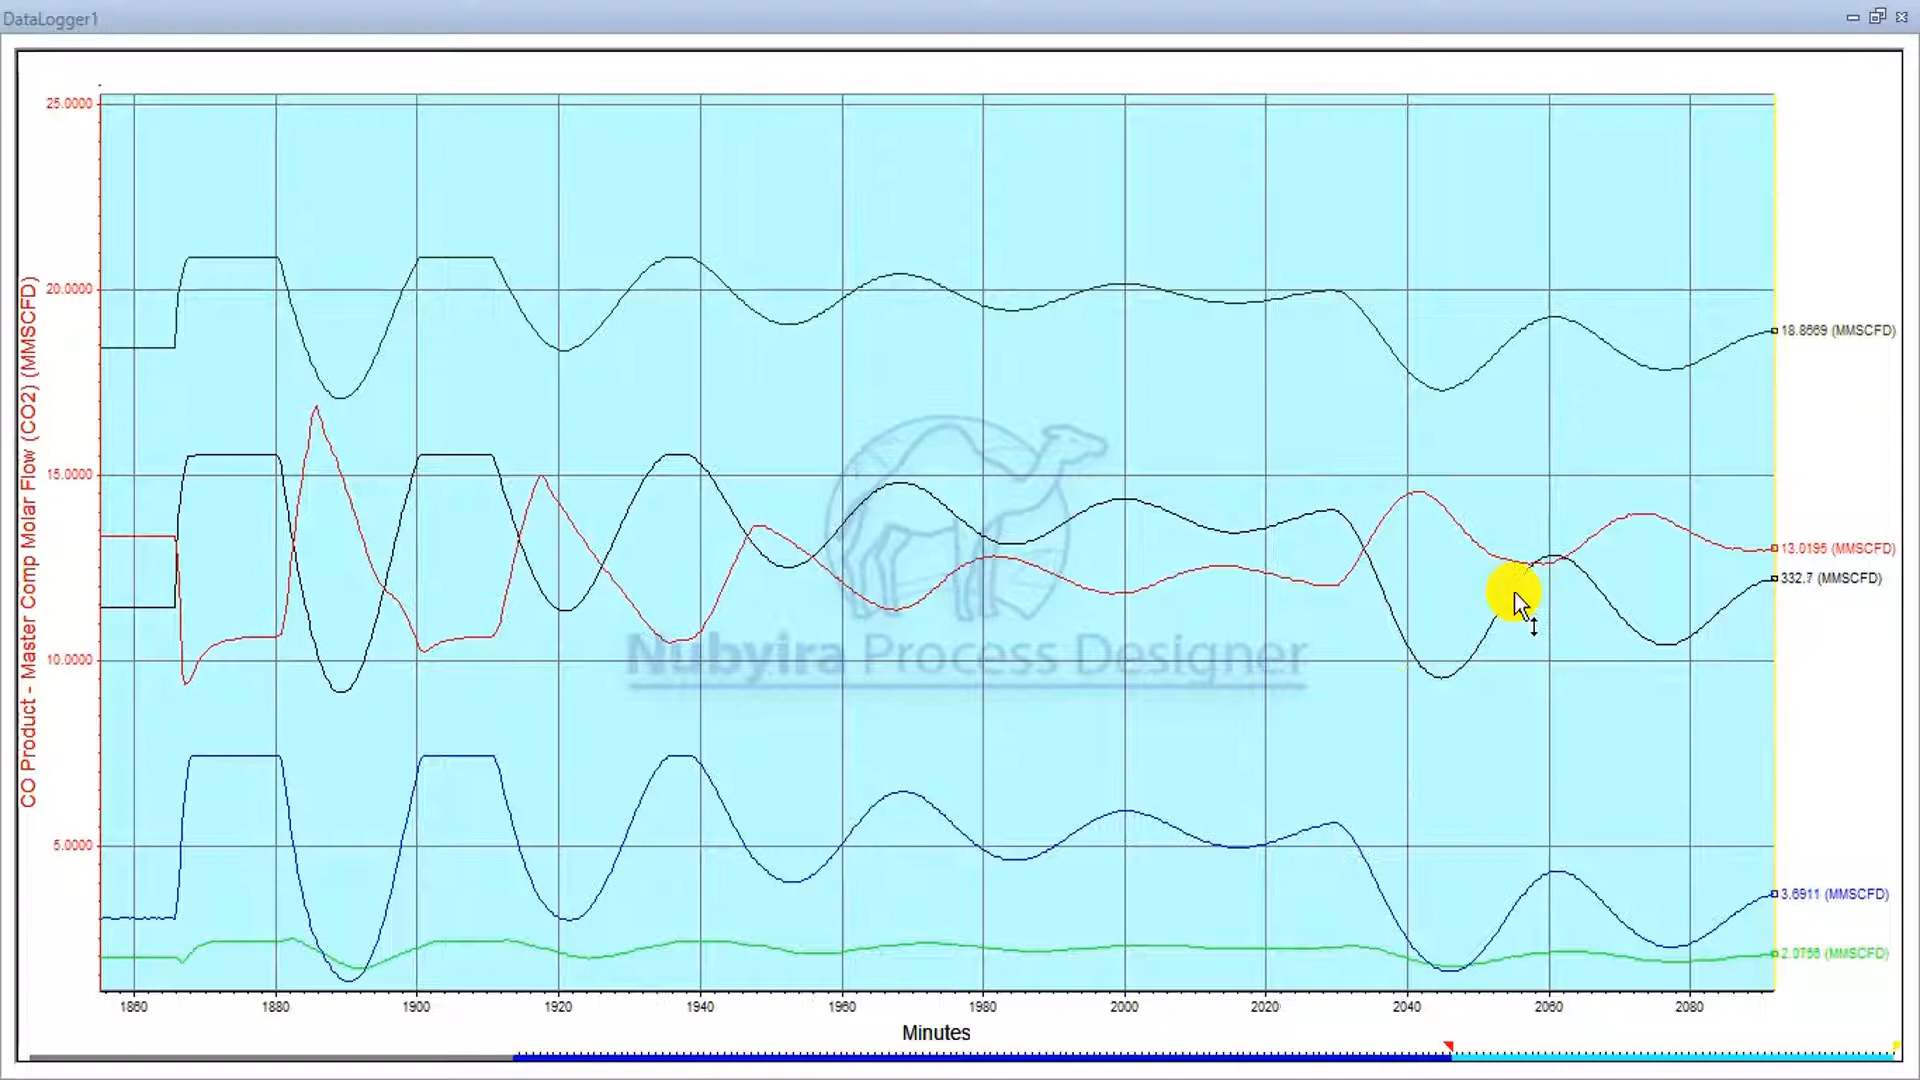 DataLogger1
25.0000
20.0000
15.0000
10.0000
5.0000
CO Product - Master Comp Molar Flow (CO2) (MMSCFD)
18.8669 (MMSCFD)
13.0195 (MMSCFD)
332.7 (MMSCFD)
3.6911 (MMSCFD)
2.0756 (MMSCFD)
Nubyira Process Designer
1860 1880 1900 1920 1940 1960 1980 2000 2020 2040 2060 2080
Minutes